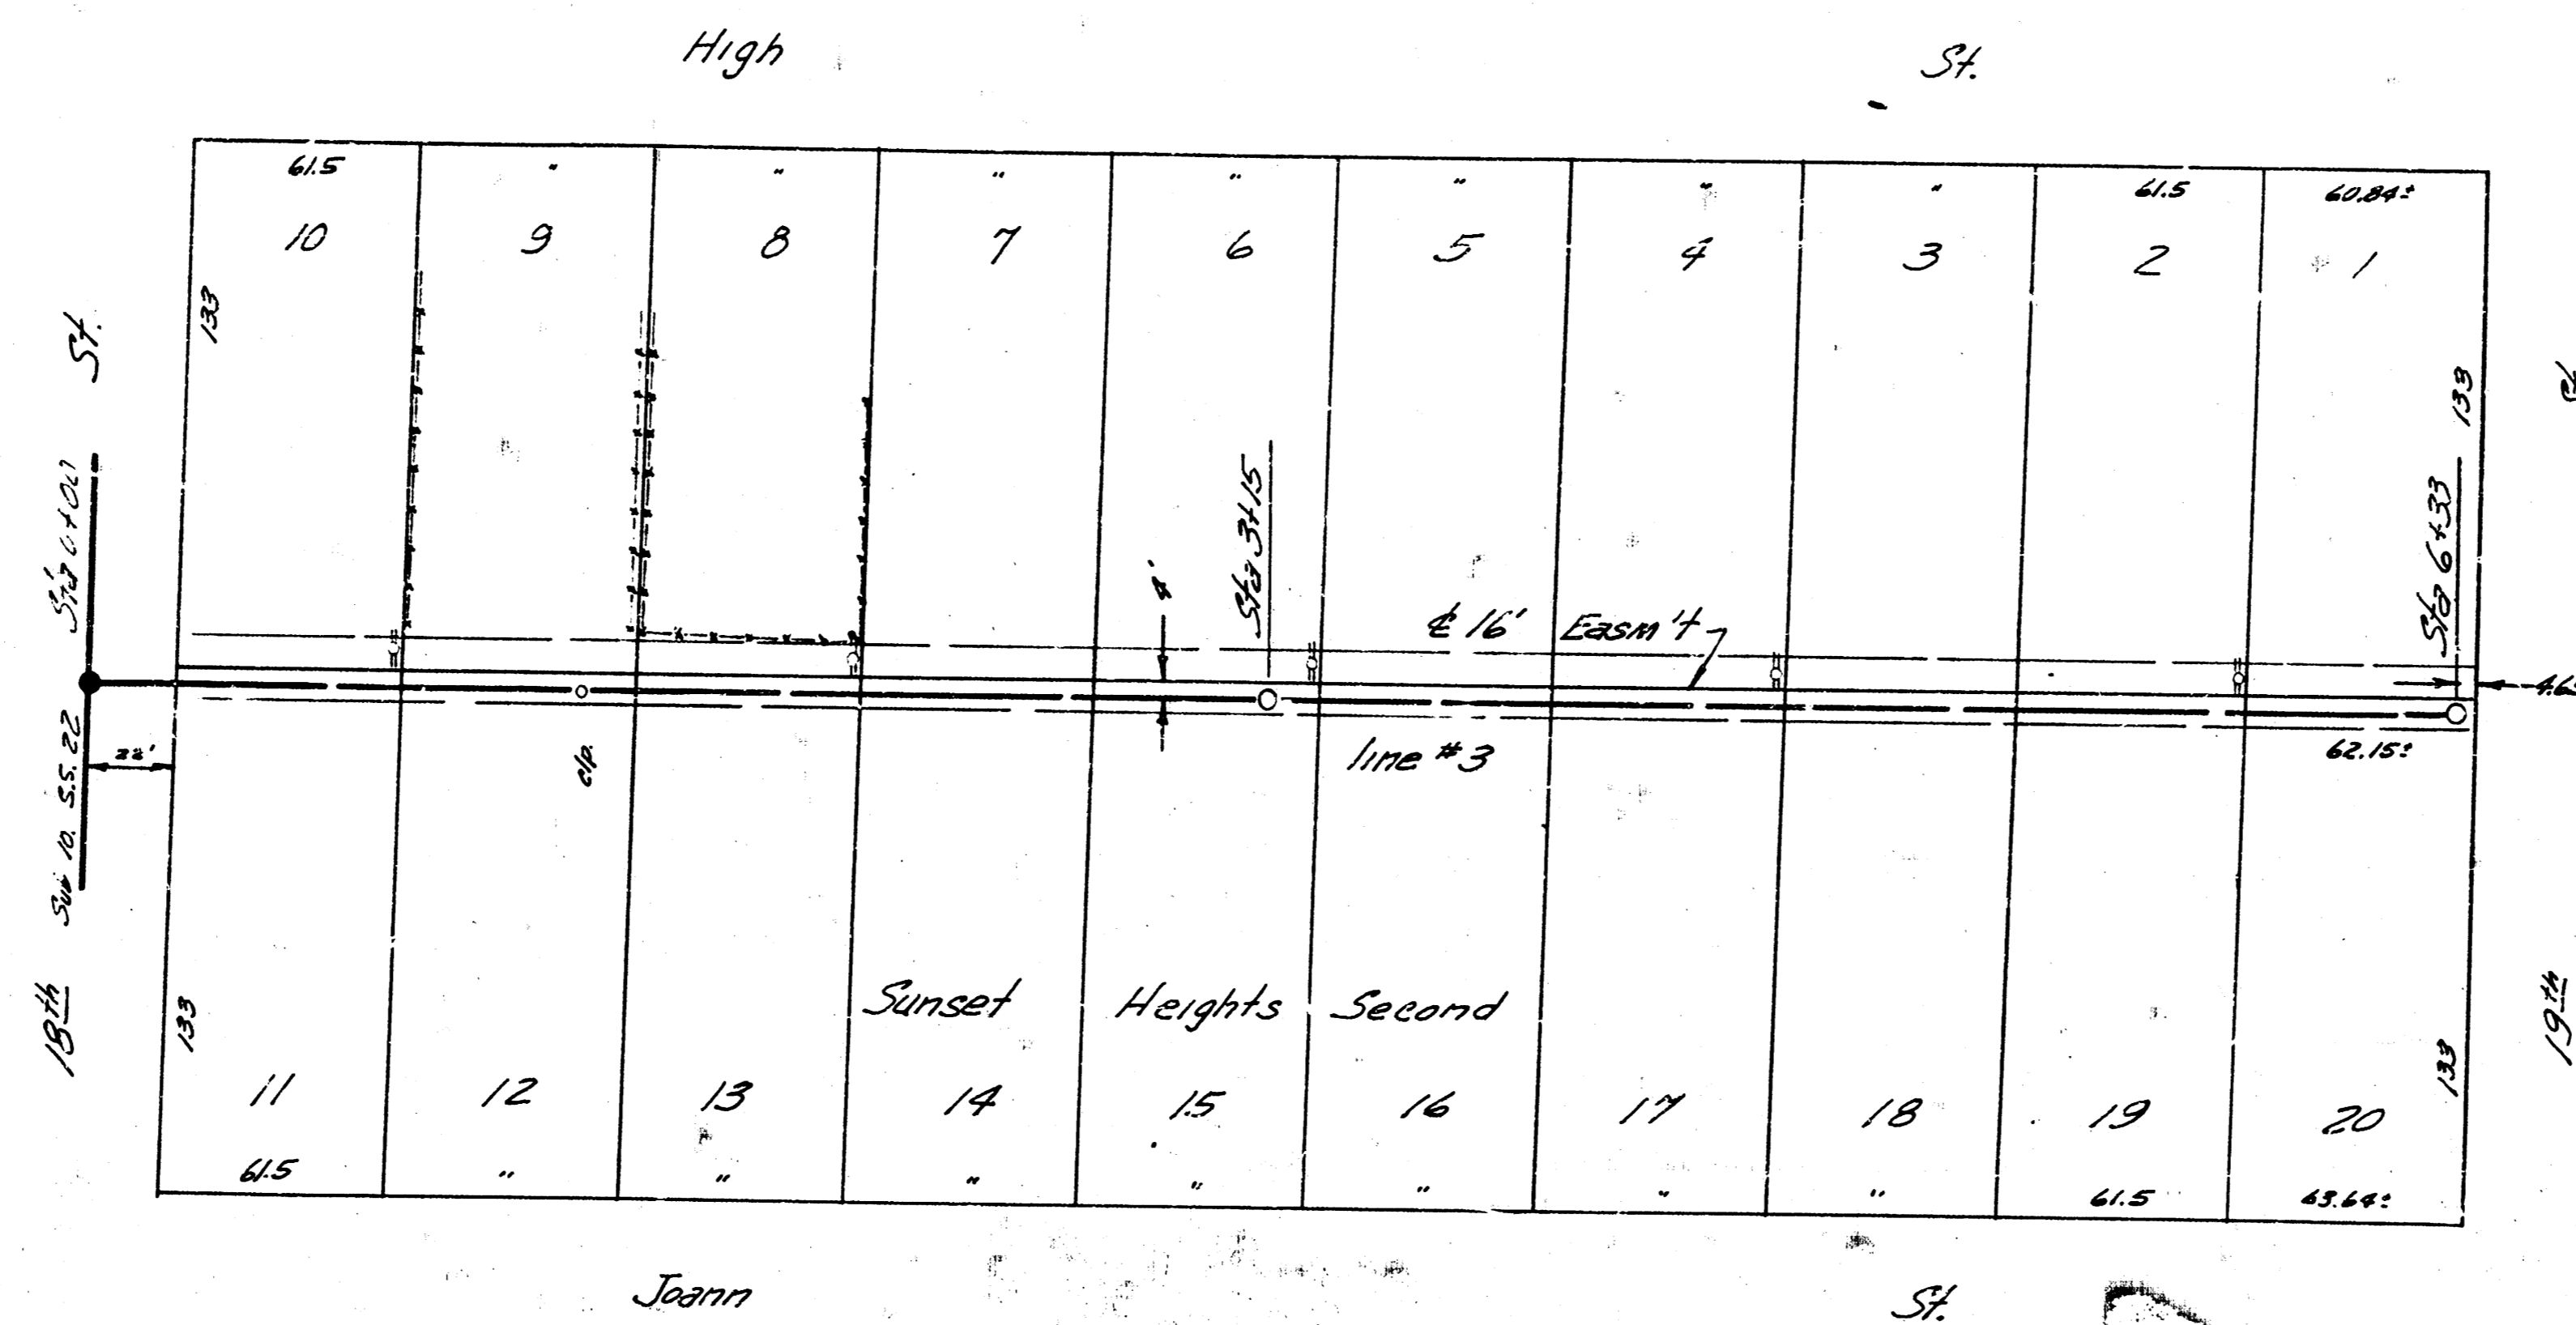 High St.
61.5 " " " " " " " 61.5 60.84±
10 9 8 7 6 5 4 3 2 1
133
133
St.
St.
Sta 0+00
Sta 3+15
Sta 6+33
4'
℄ 16' Easm't
22'
Sub 10. S.S. 22
c/p.
line #3
62.15±
18th
19th
Sunset Heights Second
133
133
11 12 13 14 15 16 17 18 19 20
61.5 " " " " " " " 61.5 63.64±
Joann St.